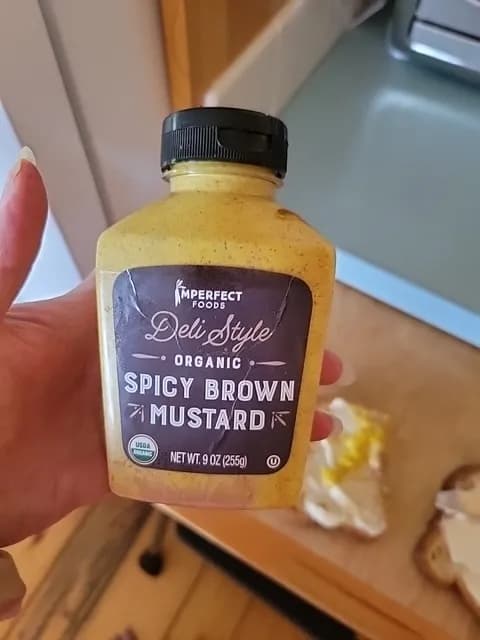 IMPERFECT
FOODS
Deli Style
ORGANIC
SPICY BROWN
MUSTARD
USDA
ORGANIC
NET WT. 9 OZ (255g)
U